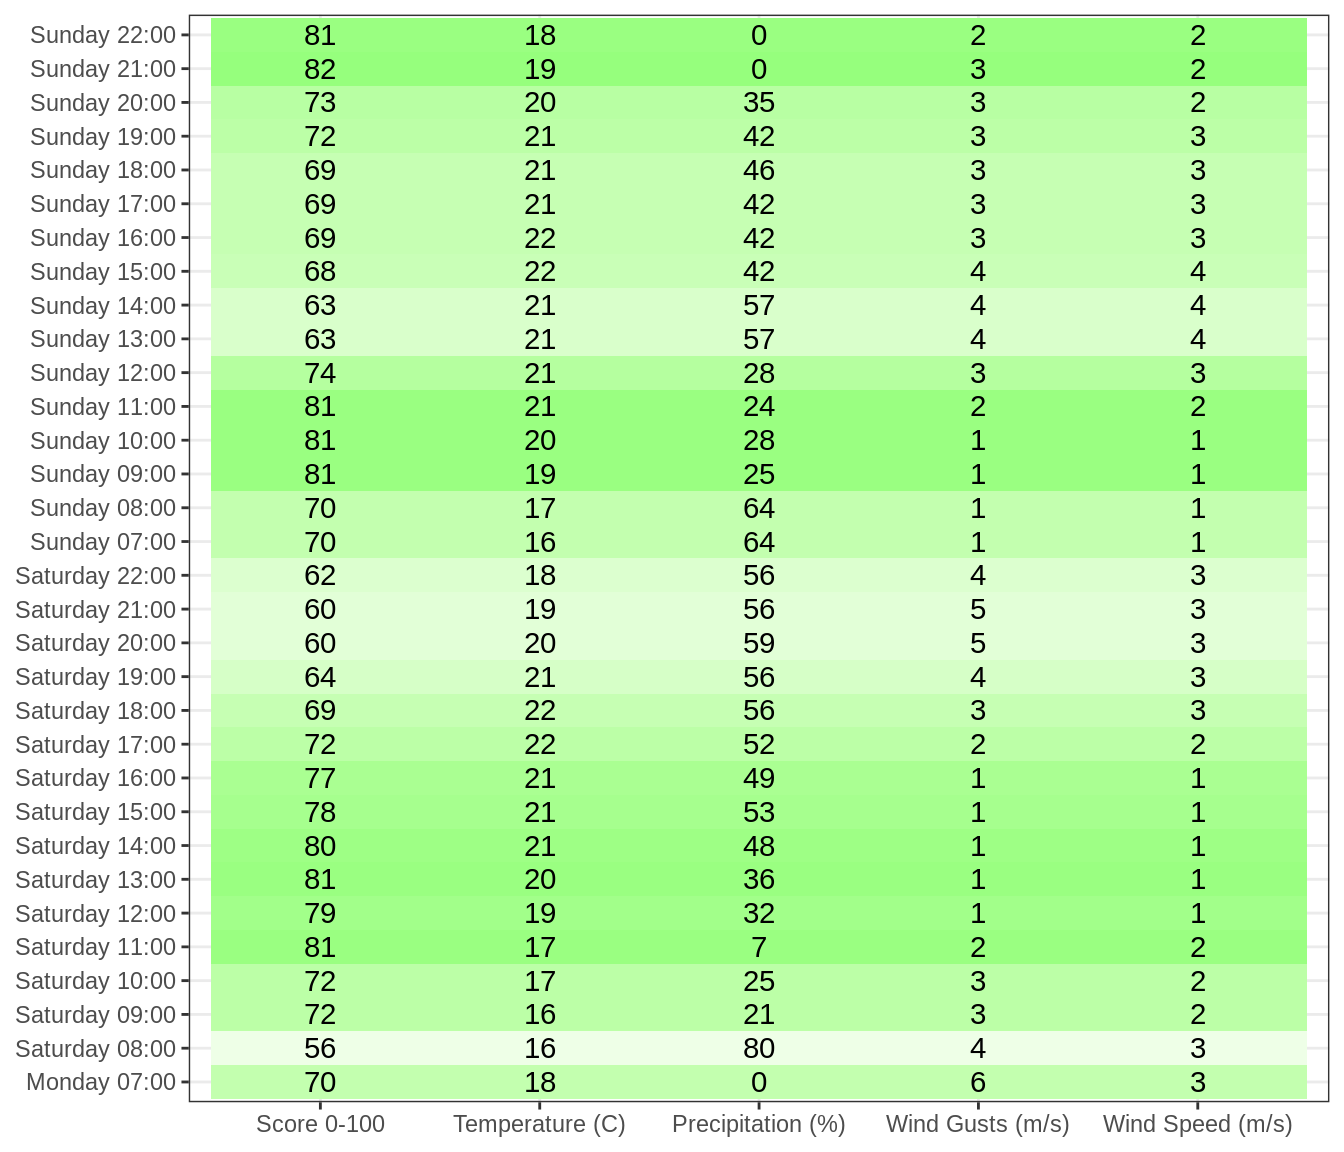 Sunday 22:00 81 18 0 2 2
Sunday 21:00 82 19 0 3 2
Sunday 20:00 73 20 35 3 2
Sunday 19:00 72 21 42 3 3
Sunday 18:00 69 21 46 3 3
Sunday 17:00 69 21 42 3 3
Sunday 16:00 69 22 42 3 3
Sunday 15:00 68 22 42 4 4
Sunday 14:00 63 21 57 4 4
Sunday 13:00 63 21 57 4 4
Sunday 12:00 74 21 28 3 3
Sunday 11:00 81 21 24 2 2
Sunday 10:00 81 20 28 1 1
Sunday 09:00 81 19 25 1 1
Sunday 08:00 70 17 64 1 1
Sunday 07:00 70 16 64 1 1
Saturday 22:00 62 18 56 4 3
Saturday 21:00 60 19 56 5 3
Saturday 20:00 60 20 59 5 3
Saturday 19:00 64 21 56 4 3
Saturday 18:00 69 22 56 3 3
Saturday 17:00 72 22 52 2 2
Saturday 16:00 77 21 49 1 1
Saturday 15:00 78 21 53 1 1
Saturday 14:00 80 21 48 1 1
Saturday 13:00 81 20 36 1 1
Saturday 12:00 79 19 32 1 1
Saturday 11:00 81 17 7 2 2
Saturday 10:00 72 17 25 3 2
Saturday 09:00 72 16 21 3 2
Saturday 08:00 56 16 80 4 3
Monday 07:00 70 18 0 6 3
Score 0-100 Temperature (C) Precipitation (%) Wind Gusts (m/s) Wind Speed (m/s)